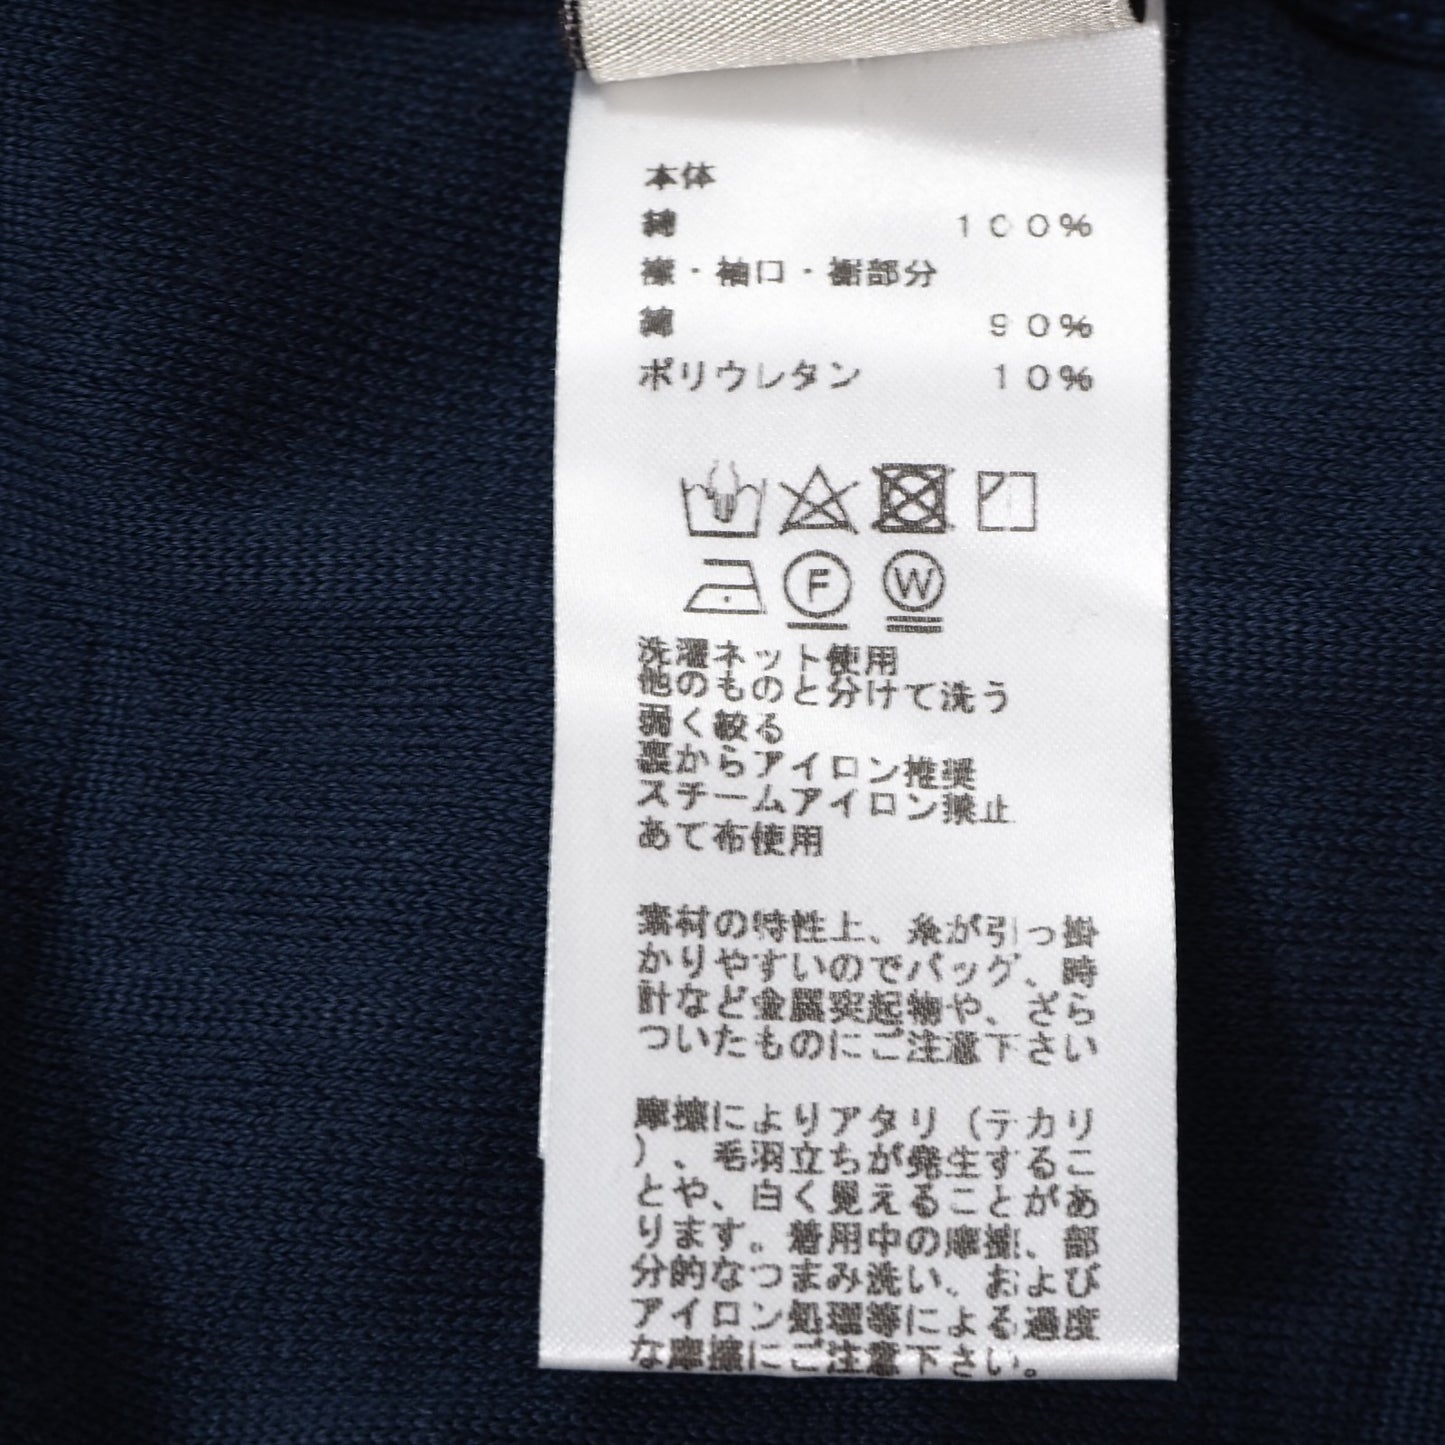 本体
綿 100%
襟・袖口・裾部分
綿 90%
ポリウレタン 10%
F W
洗濯ネット使用
他のものと分けて洗う
弱く絞る
裏からアイロン推奨
スチームアイロン禁止
あて布使用
素材の特性上、糸が引っ掛
かりやすいのでバッグ、時
計など金属突起物や、ざら
ついたものにご注意下さい
摩擦によりアタリ（テカリ
）、毛羽立ちが発生するこ
とや、白く見えることがあ
ります。着用中の摩擦、部
分的なつまみ洗い、および
アイロン処理等による過度
な摩擦にご注意下さい。